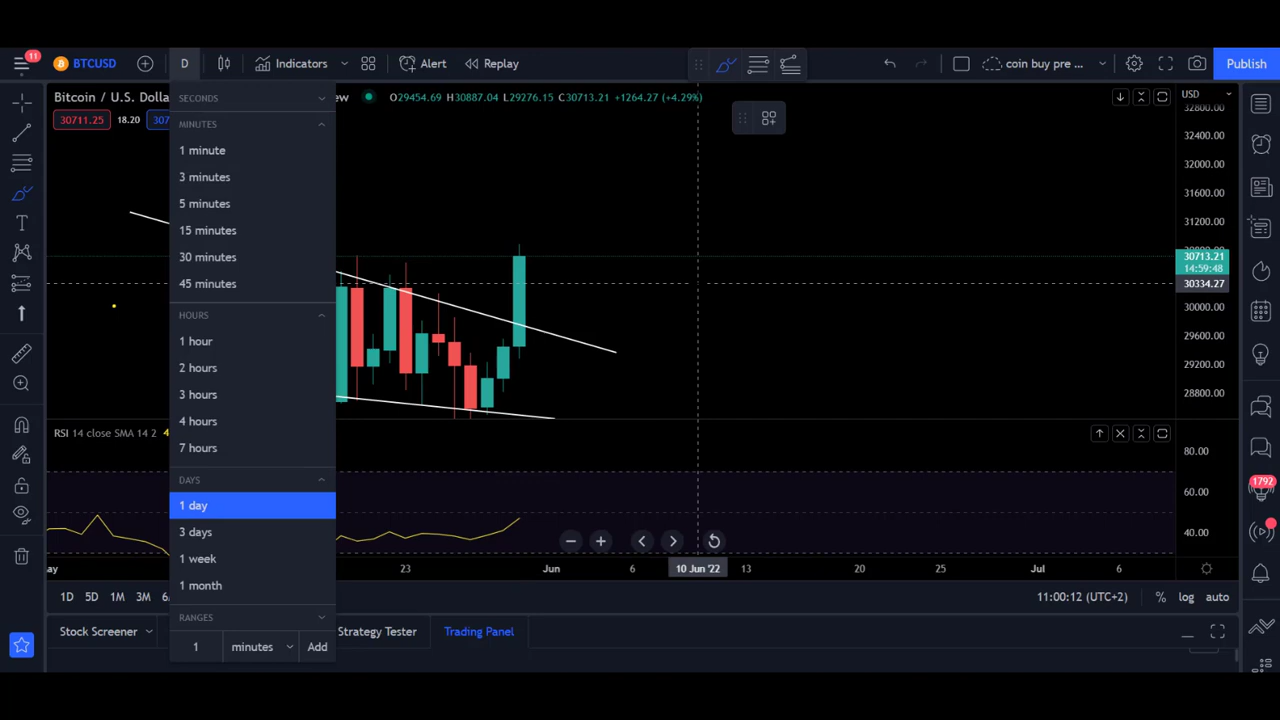 11
BTCUSD
D
Indicators
Alert
Replay
coin buy pre ...
Publish
Bitcoin / U.S. Dolla
ew
O29454.69 H30887.04 L29276.15 C30713.21 +1264.27 (+4.29%)
USD
30711.25
18.20
307
SECONDS
MINUTES
1 minute
3 minutes
5 minutes
15 minutes
30 minutes
45 minutes
HOURS
1 hour
2 hours
3 hours
4 hours
7 hours
DAYS
1 day
3 days
1 week
1 month
RANGES
1
minutes
Add
32800.00
32400.00
32000.00
31600.00
31200.00
30713.21
14:59:48
30334.27
30000.00
29600.00
29200.00
28800.00
RSI 14 close SMA 14 2
80.00
60.00
40.00
1792
ay
23
Jun
6
10 Jun '22
13
20
25
Jul
6
1D
5D
1M
3M
11:00:12 (UTC+2)
%
log
auto
Stock Screener
Strategy Tester
Trading Panel